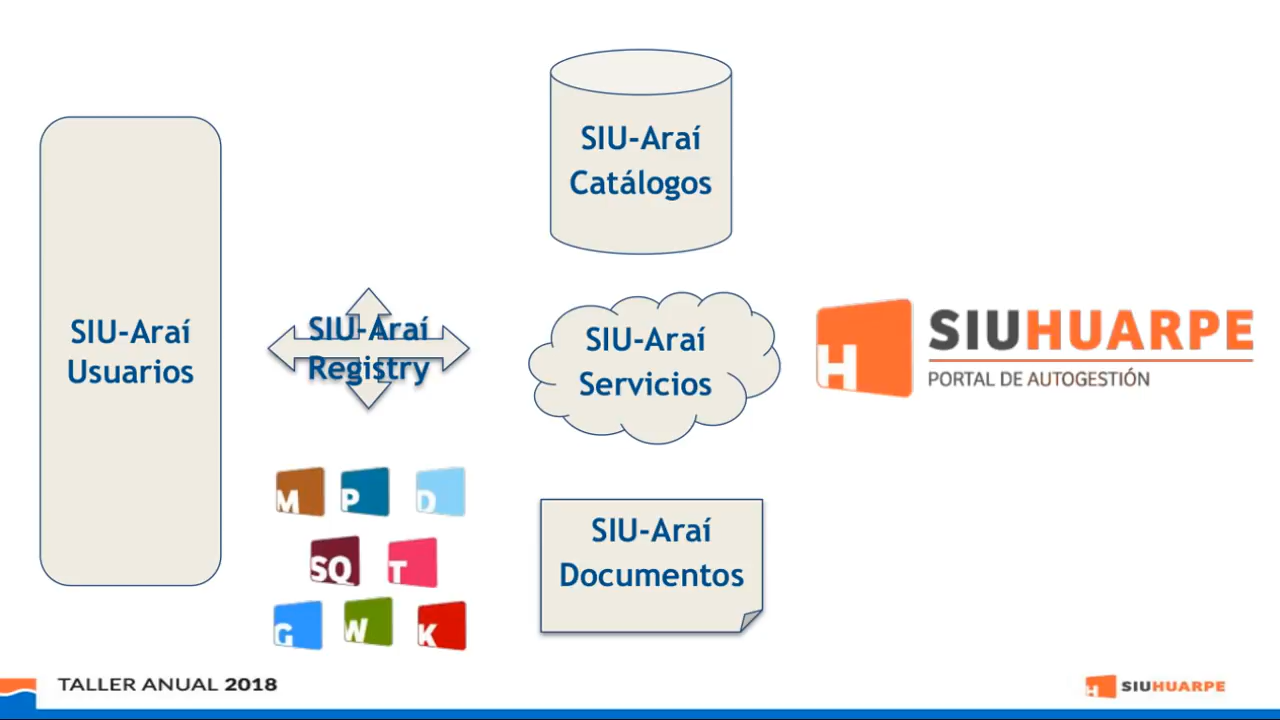 SIU-Araí
Catálogos
SIU-Araí
Usuarios
SIU-Araí
Registry
SIU-Araí
Servicios
H
SIUHUARPE
PORTAL DE AUTOGESTIÓN
M
P
D
SQ
T
G
W
K
SIU-Araí
Documentos
TALLER ANUAL 2018
H
SIUHUARPE